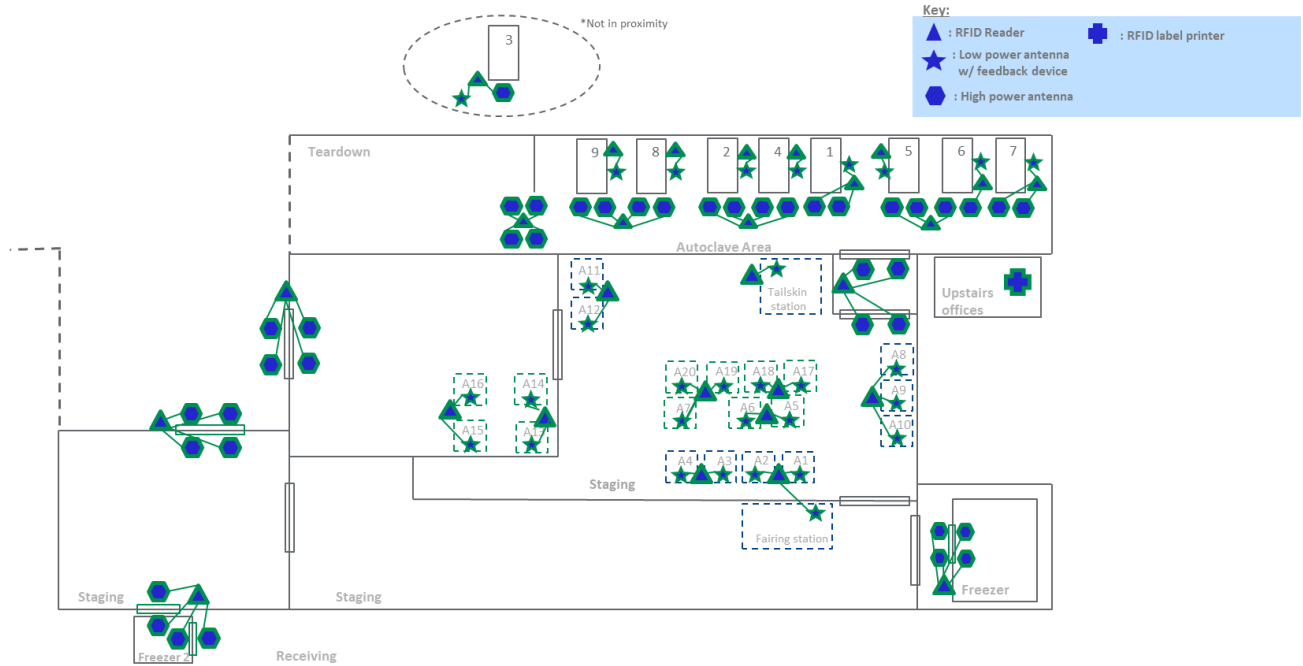 Key:
: RFID Reader
: RFID label printer
: Low power antenna
w/ feedback device
: High power antenna
*Not in proximity
3
Teardown
9
8
2
4
1
5
6
7
Autoclave Area
A11
A12
Tailskin
station
Upstairs
offices
A8
A9
A10
A16
A14
A15
A13
A20
A19
A18
A17
A7
A6
A5
A4
A3
A2
A1
Staging
Fairing station
Freezer
Staging
Staging
Freezer 2
Receiving